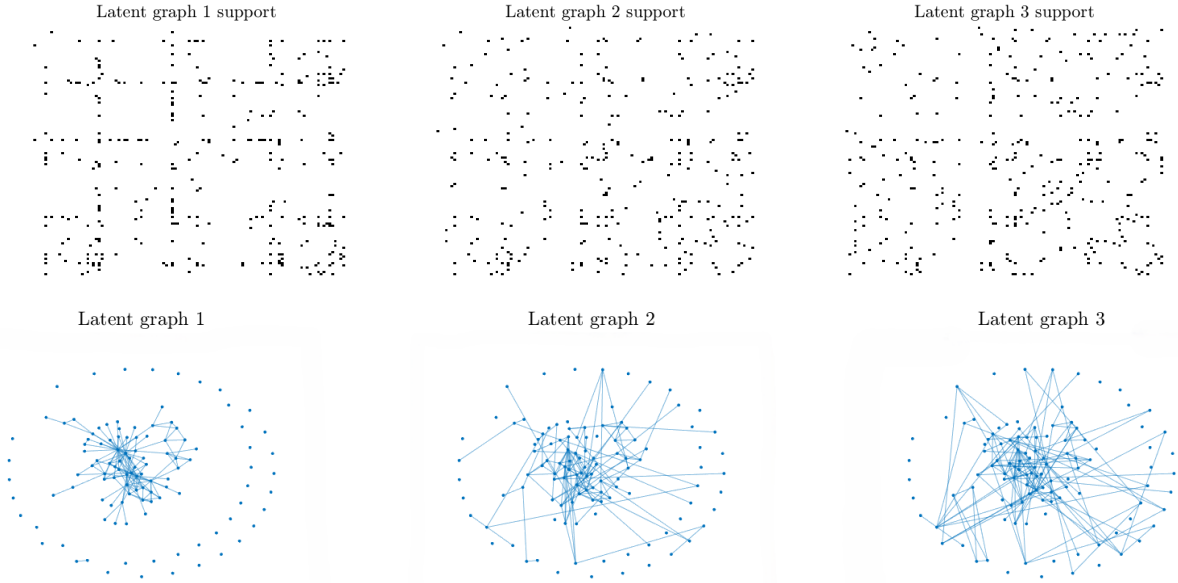 Latent graph 1 support
Latent graph 2 support
Latent graph 3 support
Latent graph 1
Latent graph 2
Latent graph 3